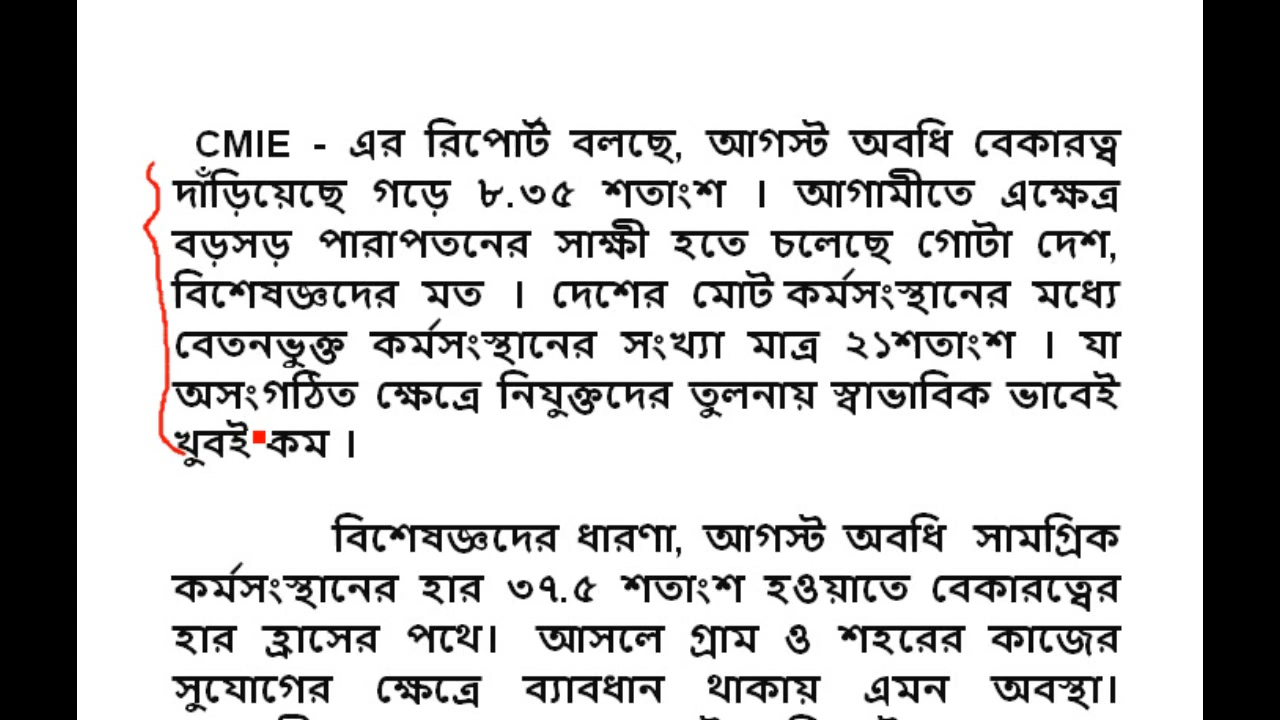 CMIE - এর রিপোর্ট বলছে, আগস্ট অবধি বেকারত্ব
দাঁড়িয়েছে গড়ে ৮.৩৫ শতাংশ । আগামীতে এক্ষেত্র
বড়সড় পারাপতনের সাক্ষী হতে চলেছে গোটা দেশ,
বিশেষজ্ঞদের মত । দেশের মোট কর্মসংস্থানের মধ্যে
বেতনভুক্ত কর্মসংস্থানের সংখ্যা মাত্র ২১শতাংশ । যা
অসংগঠিত ক্ষেত্রে নিযুক্তদের তুলনায় স্বাভাবিক ভাবেই
খুবই কম ।
বিশেষজ্ঞদের ধারণা, আগস্ট অবধি সামগ্রিক
কর্মসংস্থানের হার ৩৭.৫ শতাংশ হওয়াতে বেকারত্বের
হার হ্রাসের পথে। আসলে গ্রাম ও শহরের কাজের
সুযোগের ক্ষেত্রে ব্যাবধান থাকায় এমন অবস্থা।